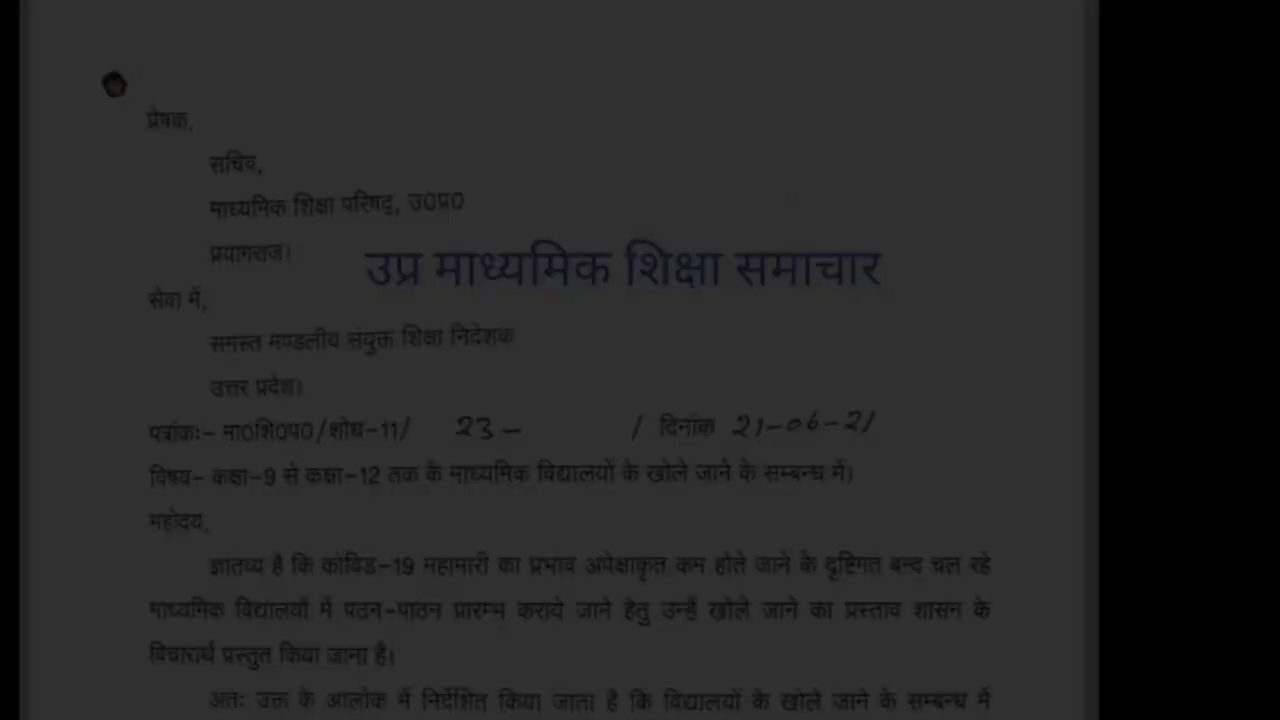 प्रेषक,
सचिव,
माध्यमिक शिक्षा परिषद्, उ0प्र0
प्रयागराज।
उप्र माध्यमिक शिक्षा समाचार
सेवा में,
समस्त मण्डलीय संयुक्त शिक्षा निदेशक
उत्तर प्रदेश।
पत्रांकः- मा0शि0प0/शोध-11/ 23- / दिनांक 21-06-21
विषय- कक्षा-9 से कक्षा-12 तक के माध्यमिक विद्यालयों के खोले जाने के सम्बन्ध में।
महोदय,
ज्ञातव्य है कि कोविड-19 महामारी का प्रभाव अपेक्षाकृत कम होते जाने के दृष्टिगत बन्द चल रहे
माध्यमिक विद्यालयों में पठन-पाठन प्रारम्भ कराये जाने हेतु उन्हें खोले जाने का प्रस्ताव शासन के
विचारार्थ प्रस्तुत किया जाना है।
अतः उक्त के आलोक में निर्देशित किया जाता है कि विद्यालयों के खोले जाने के सम्बन्ध में